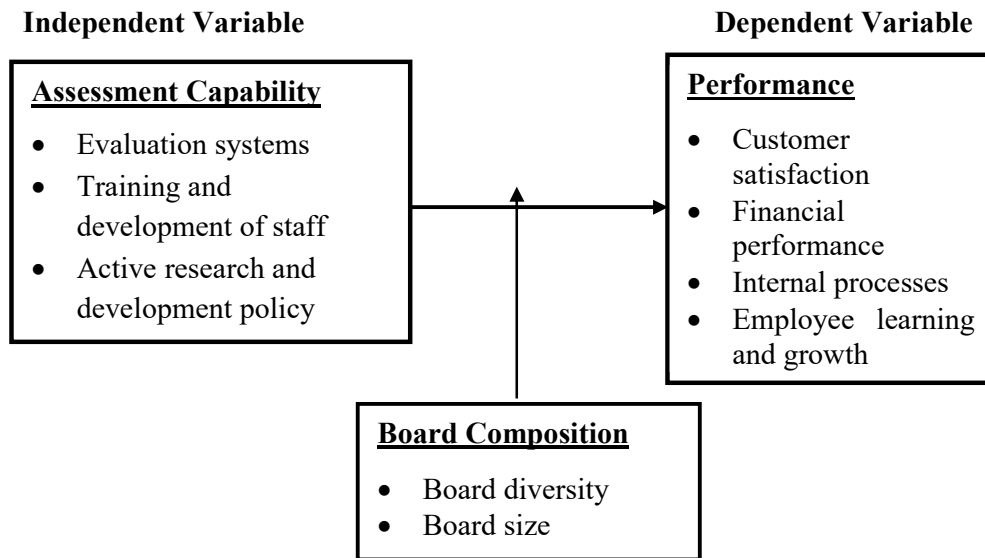 Independent Variable
Dependent Variable
Assessment Capability
• Evaluation systems
• Training and
development of staff
• Active research and
development policy
Performance
• Customer
satisfaction
• Financial
performance
• Internal processes
• Employee learning
and growth
Board Composition
• Board diversity
• Board size